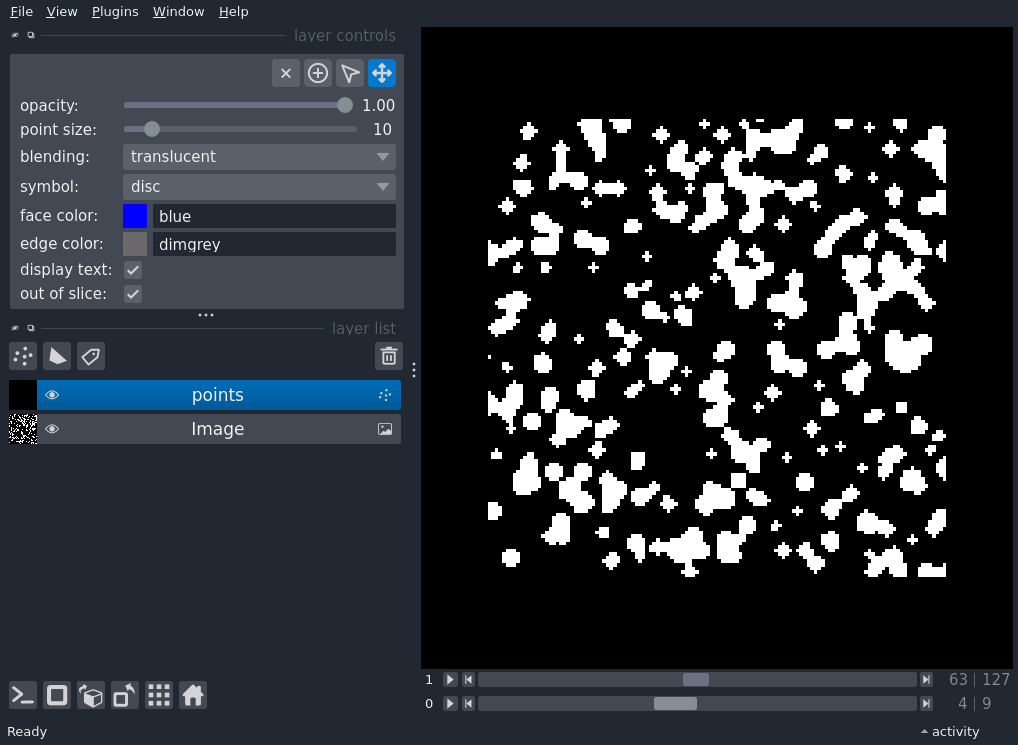 File View Plugins Window Help
layer controls
opacity: 1.00
point size: 10
blending: translucent
symbol: disc
face color: blue
edge color: dimgrey
display text:
out of slice:
layer list
points
Image
1 63 | 127
0 4 | 9
Ready activity